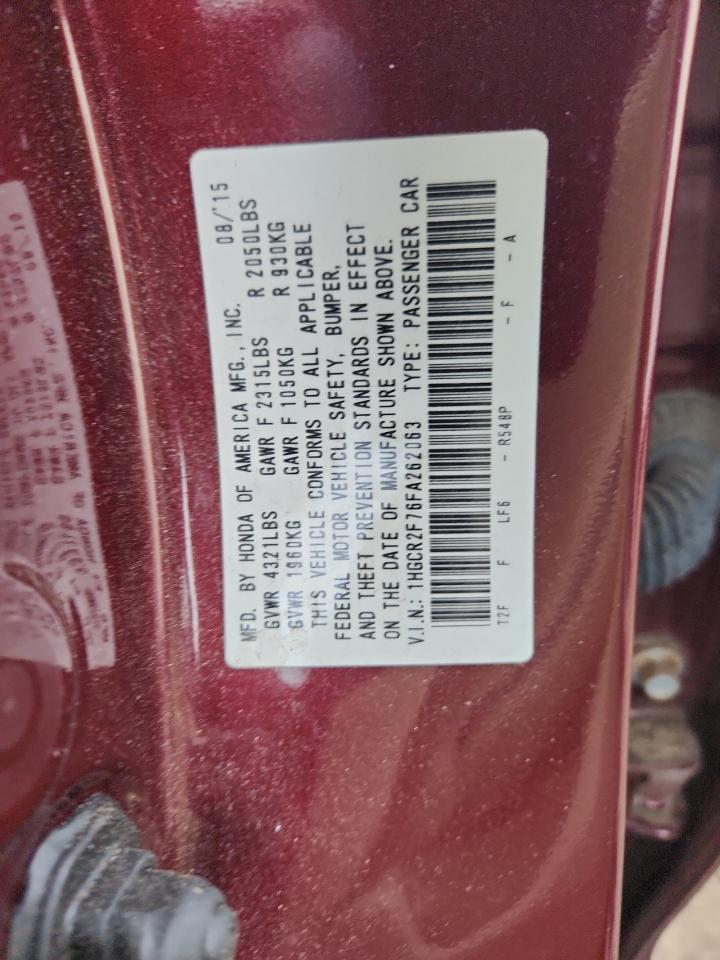 MFD. BY HONDA OF AMERICA MFG., INC. 08/'15
GVWR 4321LBS GAWR F 2315LBS R 2050LBS
GVWR 1960KG GAWR F 1050KG R 930KG
THIS VEHICLE CONFORMS TO ALL APPLICABLE
FEDERAL MOTOR VEHICLE SAFETY, BUMPER,
AND THEFT PREVENTION STANDARDS IN EFFECT
ON THE DATE OF MANUFACTURE SHOWN ABOVE.
V.I.N.: 1HGCR2F76FA262063 TYPE: PASSENGER CAR
T2F F LF6 - R548P - F - A